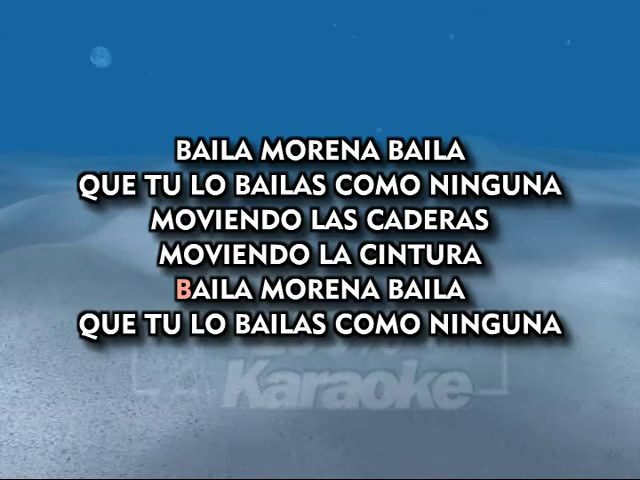 BAILA MORENA BAILA
QUE TU LO BAILAS COMO NINGUNA
MOVIENDO LAS CADERAS
MOVIENDO LA CINTURA
BAILA MORENA BAILA
QUE TU LO BAILAS COMO NINGUNA
Karaoke